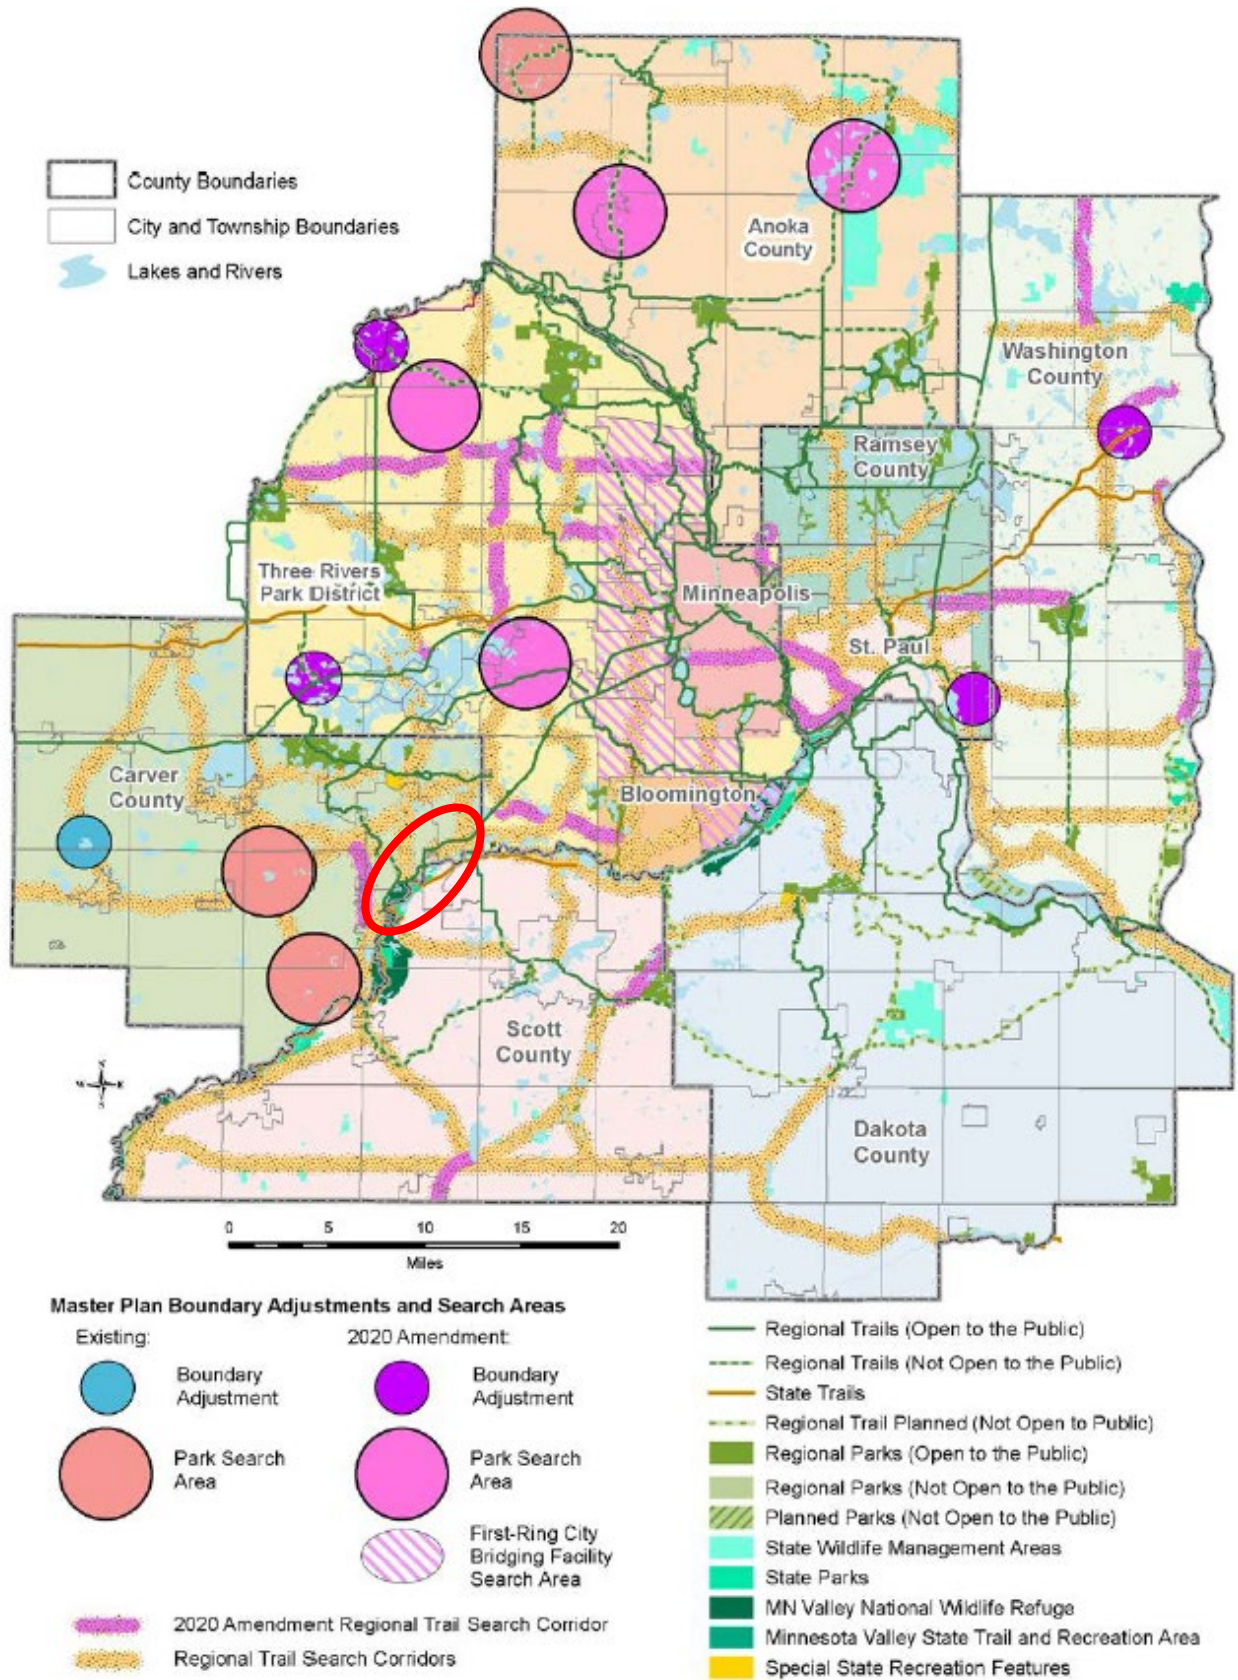 County Boundaries
City and Township Boundaries
Lakes and Rivers
Anoka
County
Washington
County
Ramsey
County
Three Rivers
Park District
Minneapolis
St. Paul
Carver
County
Bloomington
Scott
County
Dakota
County
0 5 10 15 20
Miles
Master Plan Boundary Adjustments and Search Areas
Existing:
Boundary
Adjustment
Park Search
Area
2020 Amendment:
Boundary
Adjustment
Park Search
Area
First-Ring City
Bridging Facility
Search Area
2020 Amendment Regional Trail Search Corridor
Regional Trail Search Corridors
Regional Trails (Open to the Public)
Regional Trails (Not Open to the Public)
State Trails
Regional Trail Planned (Not Open to Public)
Regional Parks (Open to the Public)
Regional Parks (Not Open to the Public)
Planned Parks (Not Open to the Public)
State Wildlife Management Areas
State Parks
MN Valley National Wildlife Refuge
Minnesota Valley State Trail and Recreation Area
Special State Recreation Features